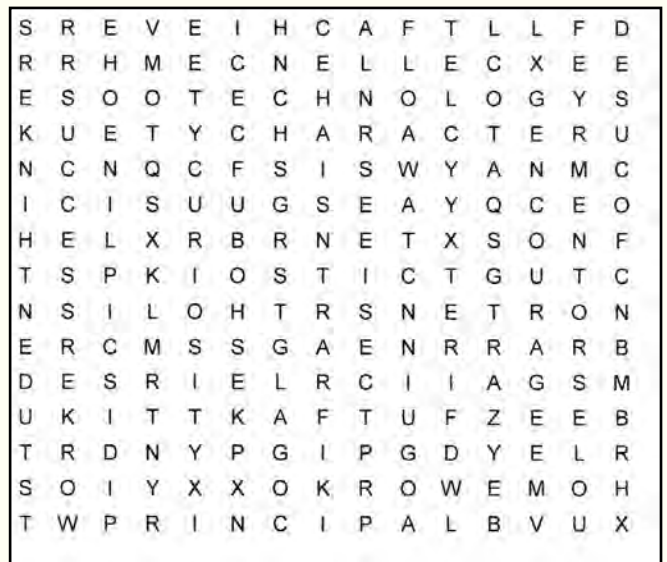 S R E V E I H C A F T L L F D
R R H M E C N E L L E C X E E
E S O O T E C H N O L O G Y S
K U E T Y C H A R A C T E R U
N C N Q C F S I S W Y A N M C
I C I S U U G S E A Y Q C E O
H E L X R B R N E T X S O N F
T S P K I O S T I C T G U T C
N S I L O H T R S N E T R O N
E R C M S S G A E N R R A R B
D E S R I E L R C I I A G S M
U K I T T K A F T U F Z E E B
T R D N Y P G I P G D Y E L R
S O I Y X X O K R O W E M O H
T W P R I N C I P A L B V U X